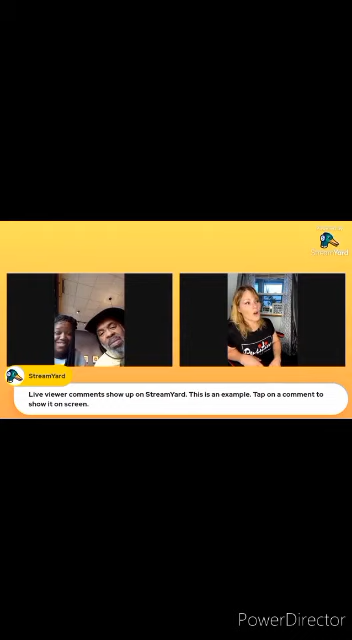 StreamYard
StreamYard
Live viewer comments show up on StreamYard. This is an example. Tap on a comment to
show it on screen.
PowerDirector